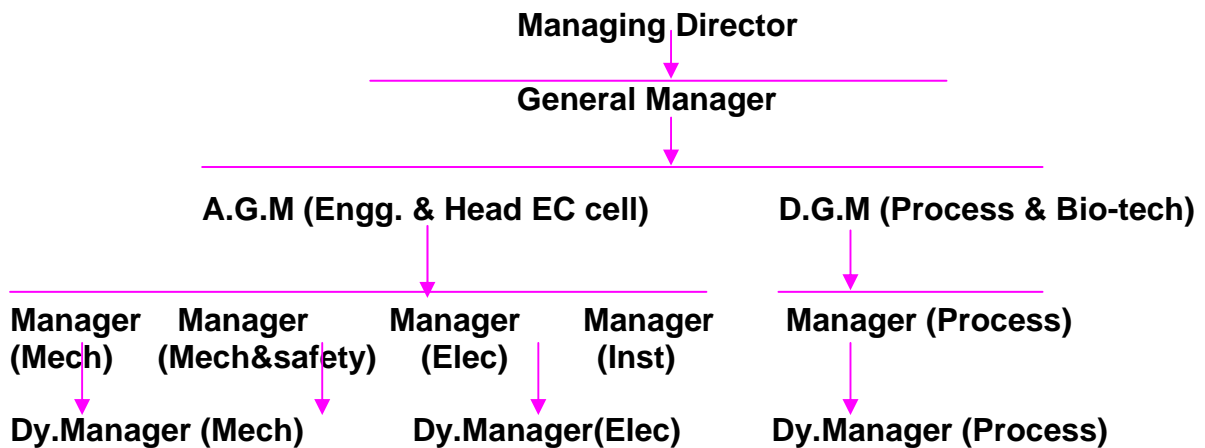 Managing Director
General Manager
A.G.M (Engg. & Head EC cell) D.G.M (Process & Bio-tech)
Manager Manager Manager Manager Manager (Process)
(Mech) (Mech&safety) (Elec) (Inst)
Dy.Manager (Mech) Dy.Manager(Elec) Dy.Manager (Process)